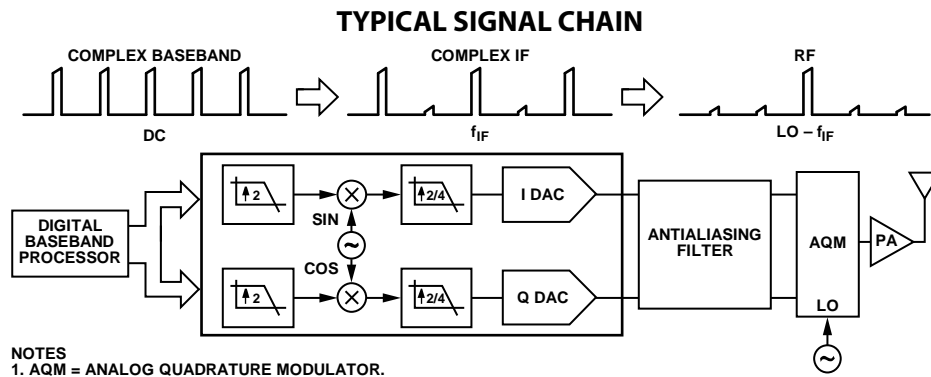 TYPICAL SIGNAL CHAIN
COMPLEX BASEBAND
COMPLEX IF
RF
DC
fIF
LO – fIF
2
2/4
I DAC
SIN
COS
DIGITAL
BASEBAND
PROCESSOR
ANTIALIASING
FILTER
AQM
PA
2
2/4
Q DAC
LO
NOTES
1. AQM = ANALOG QUADRATURE MODULATOR.